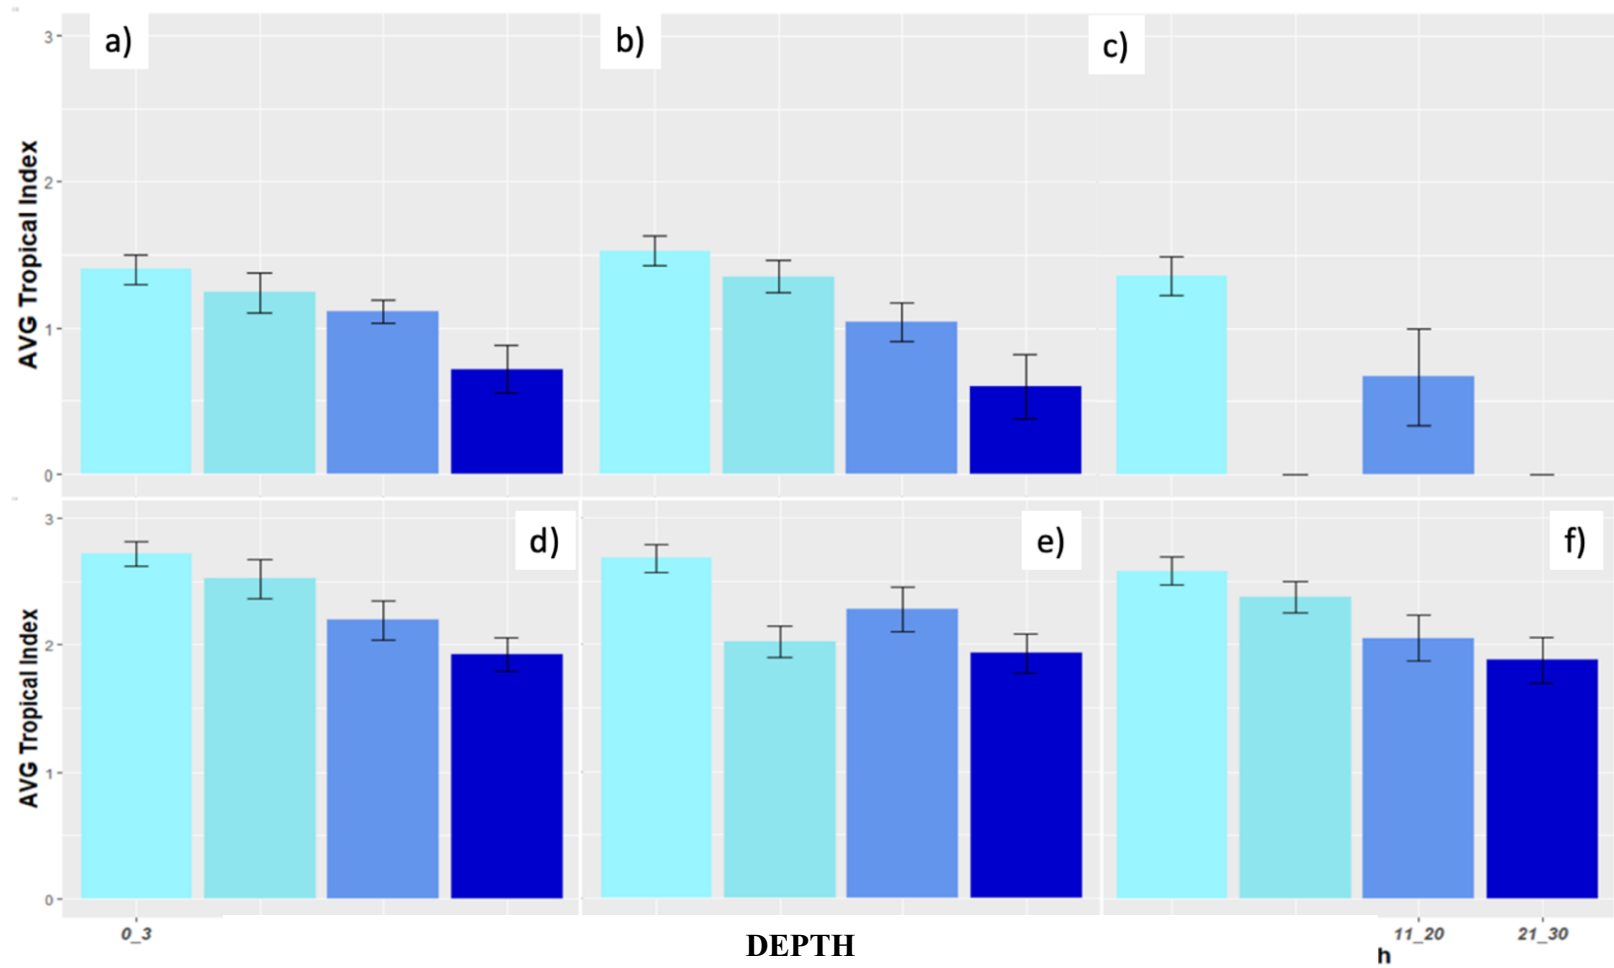 a)
b)
c)
3
2
1
0
AVG Tropical Index
d)
e)
f)
3
2
1
0
AVG Tropical Index
0_3
11_20
21_30
DEPTH
h